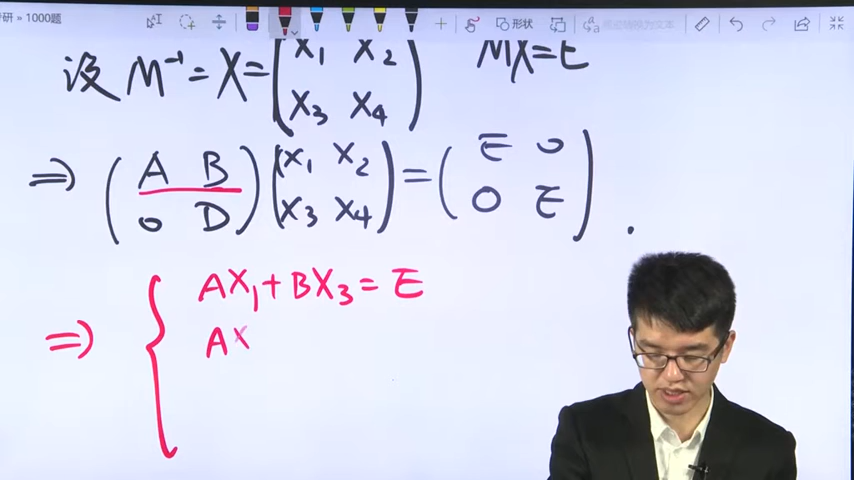 研 » 1000题
形状
设 M⁻¹ = X = ( X₁ X₂ MX=E
X₃ X₄ )
⇒ ( A B ) ( X₁ X₂ ) = ( E 0 )
0 D X₃ X₄ 0 E .
⇒ { AX₁ + BX₃ = E
AX